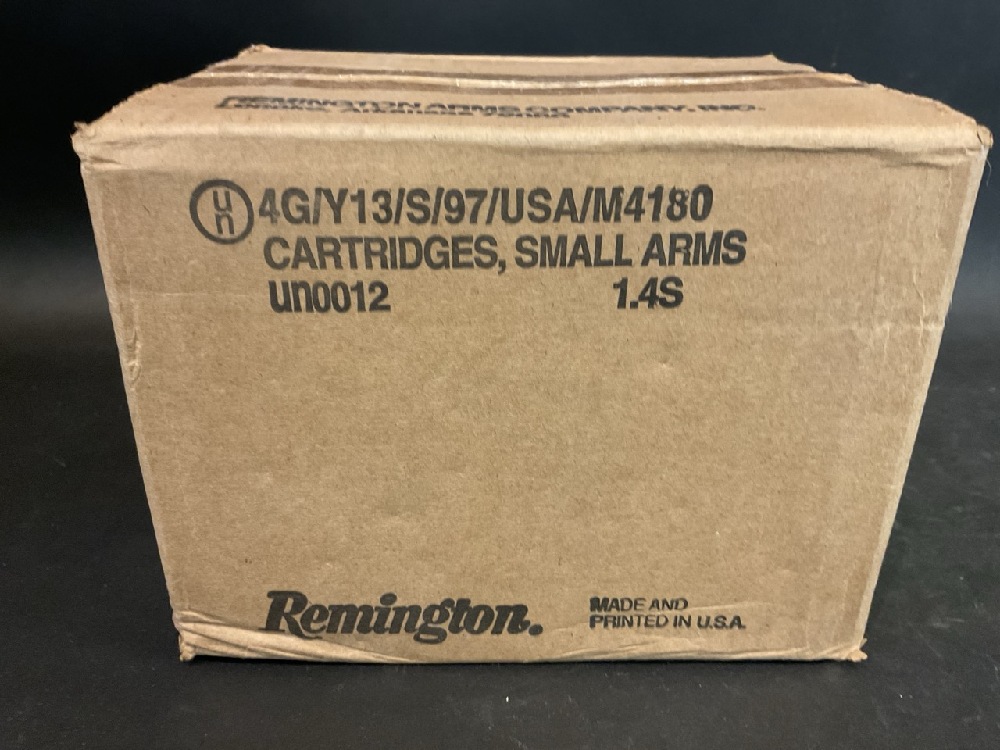 REMINGTON ARMS COMPANY, INC.
un 4G/Y13/S/97/USA/M4180
CARTRIDGES, SMALL ARMS
un0012 1.4S
Remington.
MADE AND
PRINTED IN U.S.A.